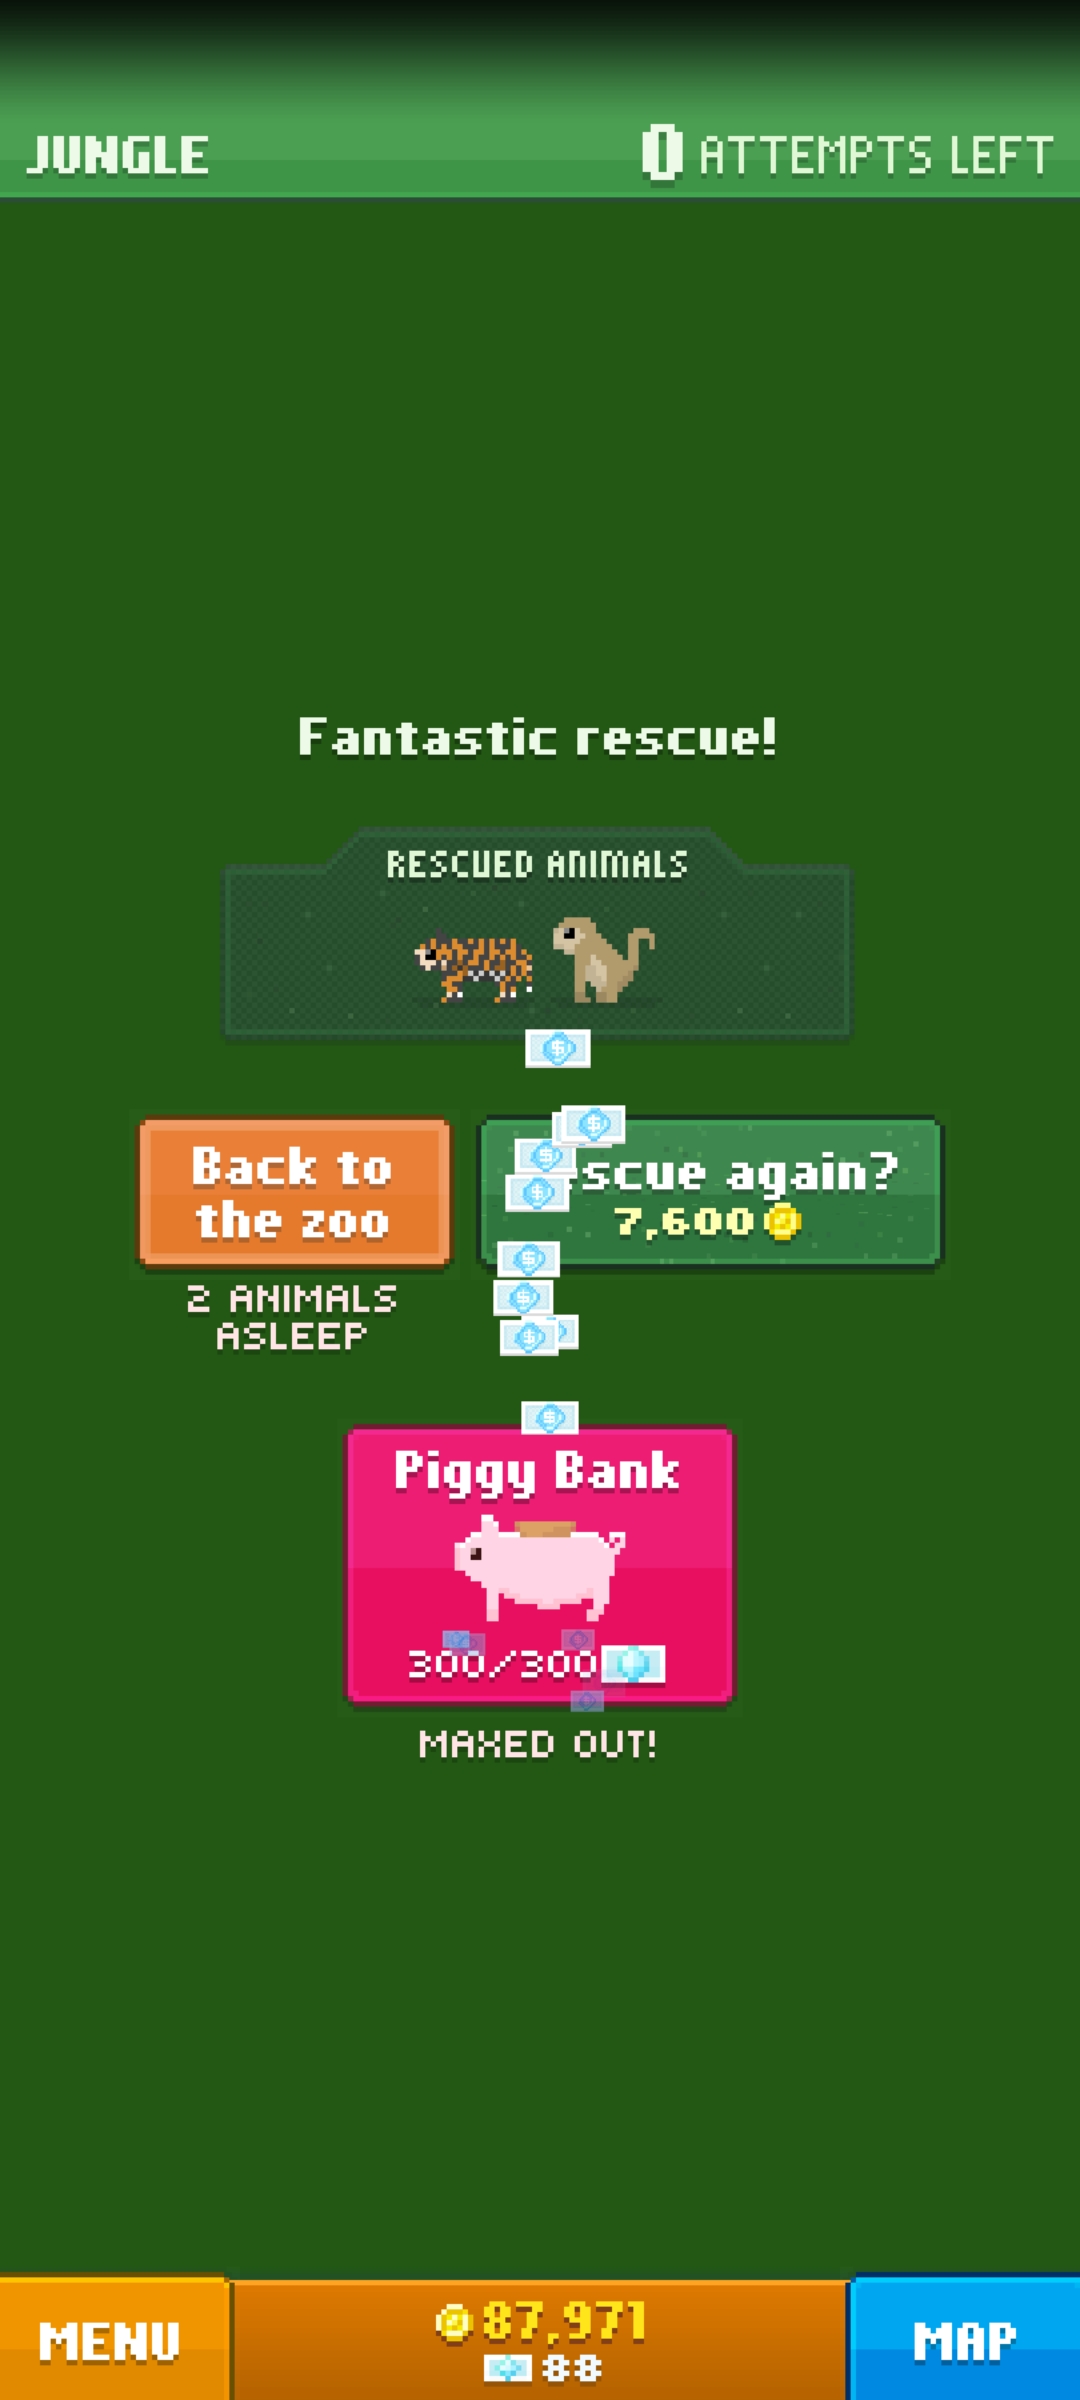 JUNGLE
0 ATTEMPTS LEFT
Fantastic rescue!
RESCUED ANIMALS
Back to
the zoo
scue again?
7,600
2 ANIMALS
ASLEEP
Piggy Bank
300/300
MAXED OUT!
MENU
87,971
88
MAP